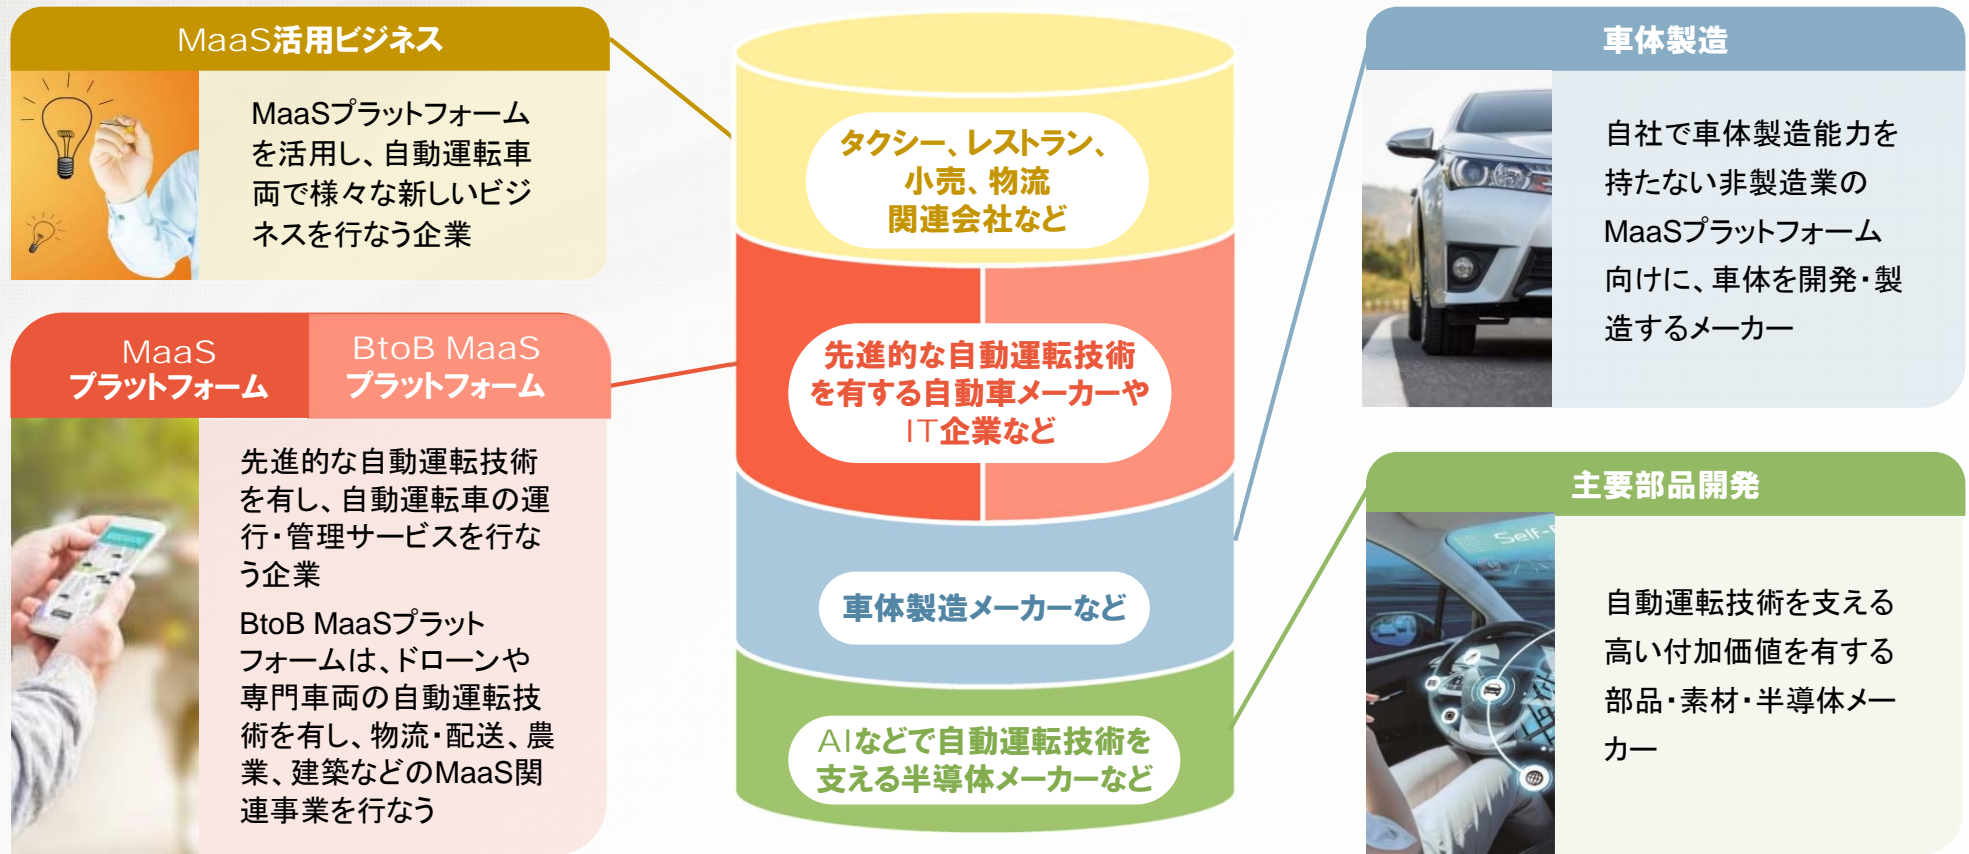 MaaS活用ビジネス
MaaSプラットフォーム
を活用し、自動運転車
両で様々な新しいビジ
ネスを行なう企業
MaaS
プラットフォーム
BtoB MaaS
プラットフォーム
先進的な自動運転技術
を有し、自動運転車の運
行・管理サービスを行な
う企業
BtoB MaaSプラット
フォームは、ドローンや
専門車両の自動運転技
術を有し、物流・配送、農
業、建築などのMaaS関
連事業を行なう
タクシー、レストラン、
小売、物流
関連会社など
先進的な自動運転技術
を有する自動車メーカーや
IT企業など
車体製造メーカーなど
AIなどで自動運転技術を
支える半導体メーカーなど
車体製造
自社で車体製造能力を
持たない非製造業の
MaaSプラットフォーム
向けに、車体を開発・製
造するメーカー
主要部品開発
Self-
自動運転技術を支える
高い付加価値を有する
部品・素材・半導体メー
カー